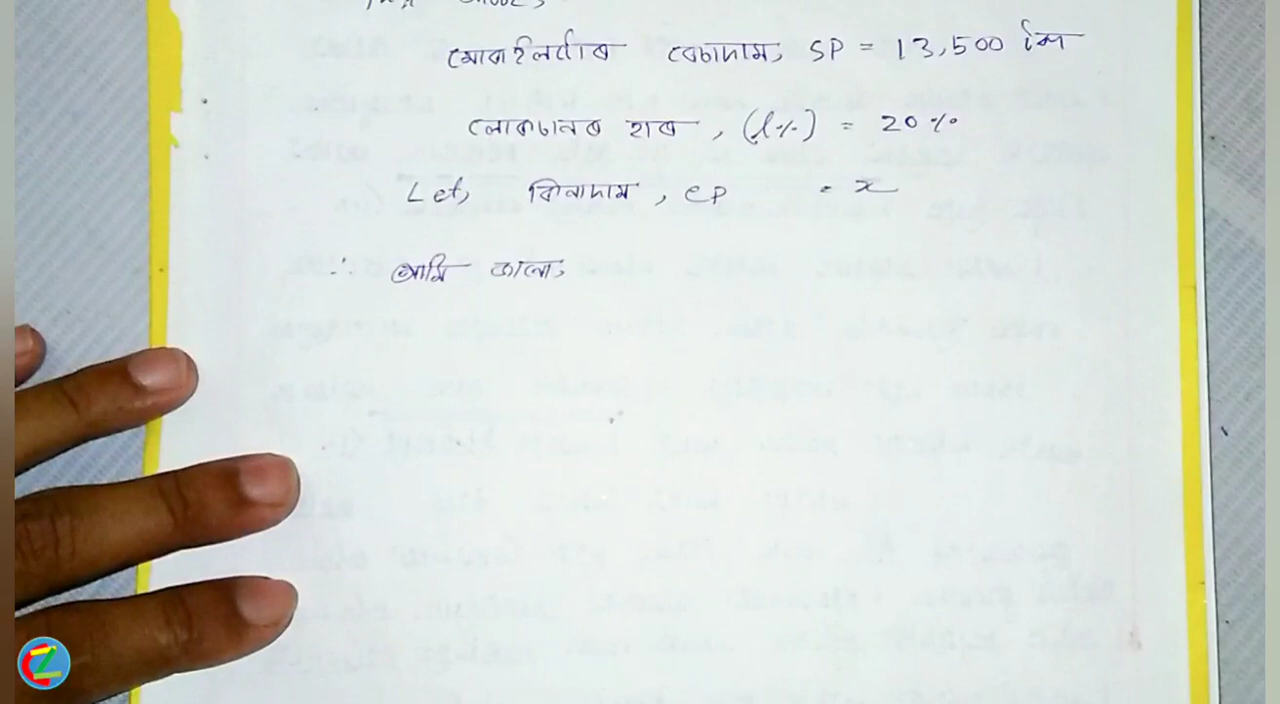 মোবাইলটোৰ বেচাদাম, SP = 13,500 টকা
লোকচানৰ হাৰ, (l%) = 20%
Let, কিনাদাম, CP = x
∴ আমি জানো,